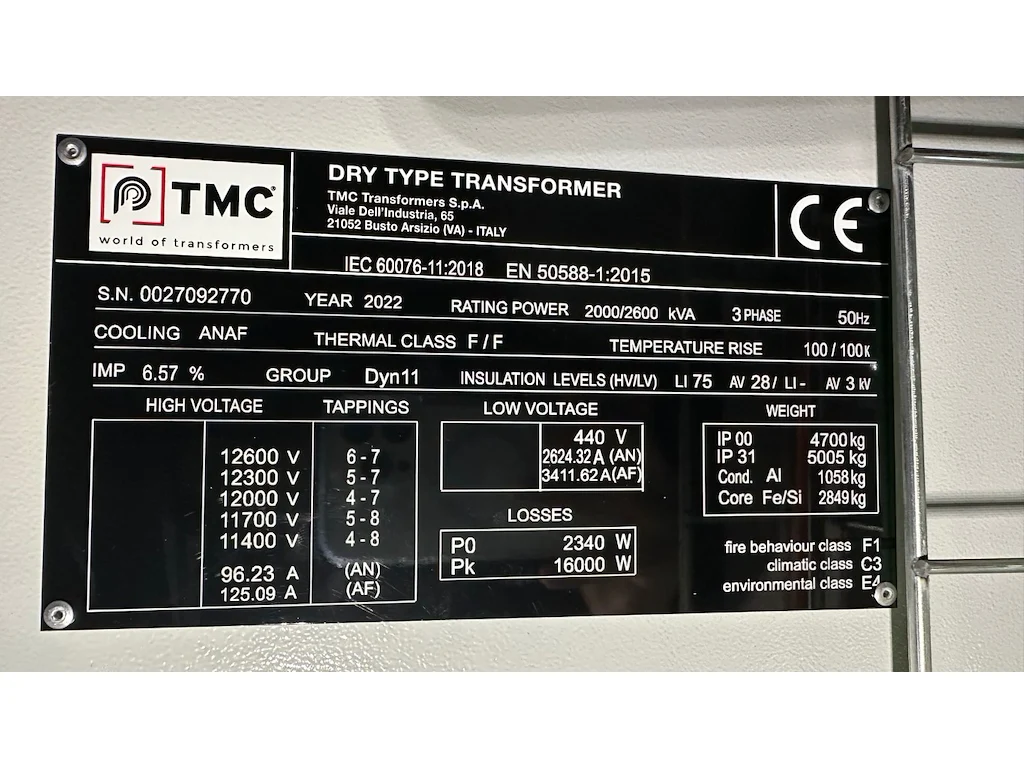 TMC
world of transformers
DRY TYPE TRANSFORMER
TMC Transformers S.p.A.
Viale Dell'Industria, 65
21052 Busto Arsizio (VA) - ITALY
CE
IEC 60076-11:2018 EN 50588-1:2015
S.N. 0027092770 YEAR 2022 RATING POWER 2000/2600 kVA 3 PHASE 50Hz
COOLING ANAF THERMAL CLASS F / F TEMPERATURE RISE 100 / 100K
IMP 6.57 % GROUP Dyn11 INSULATION LEVELS (HV/LV) LI 75 AV 28 / LI - AV 3 kV
HIGH VOLTAGE TAPPINGS
12600 V 6 - 7
12300 V 5 - 7
12000 V 4 - 7
11700 V 5 - 8
11400 V 4 - 8
96.23 A (AN)
125.09 A (AF)
LOW VOLTAGE
440 V
2624.32 A (AN)
3411.62 A (AF)
LOSSES
P0 2340 W
Pk 16000 W
WEIGHT
IP 00 4700 kg
IP 31 5005 kg
Cond. Al 1058 kg
Core Fe/Si 2849 kg
fire behaviour class F1
climatic class C3
environmental class E4